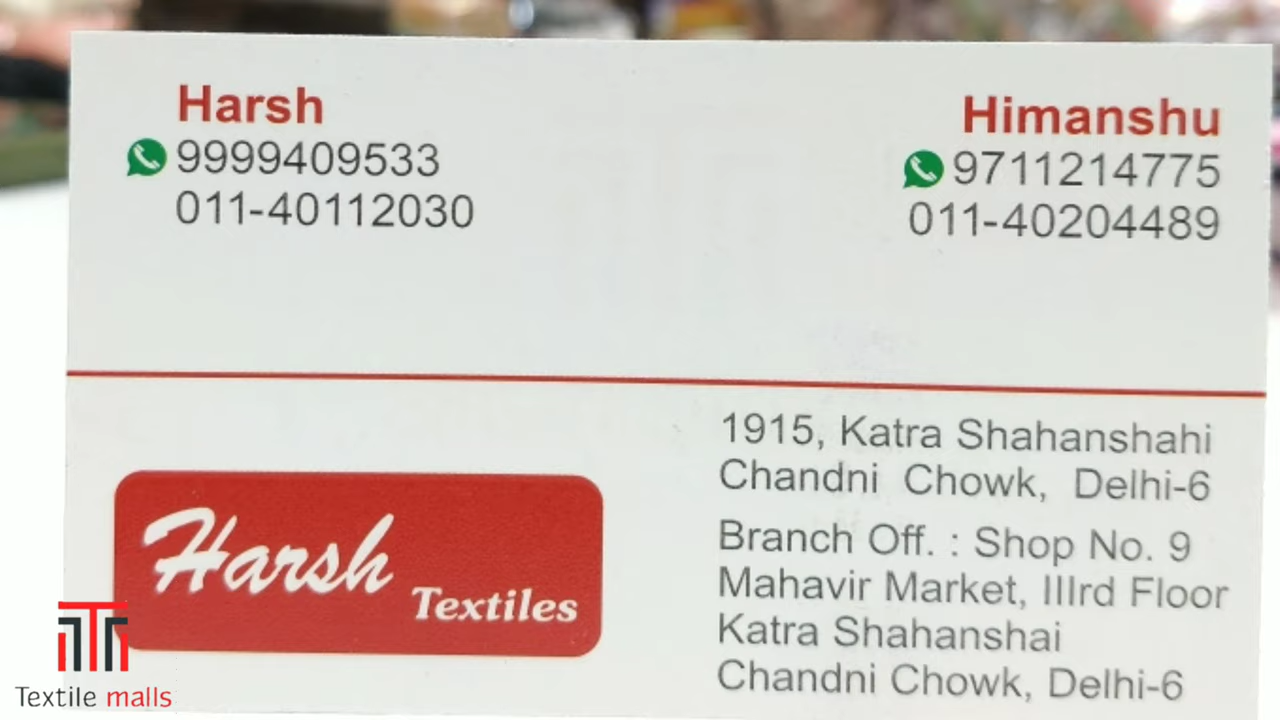 Harsh
9999409533
011-40112030
Himanshu
9711214775
011-40204489
Harsh
Textiles
1915, Katra Shahanshahi
Chandni Chowk, Delhi-6
Branch Off. : Shop No. 9
Mahavir Market, IIIrd Floor
Katra Shahanshai
Chandni Chowk, Delhi-6
Textile malls